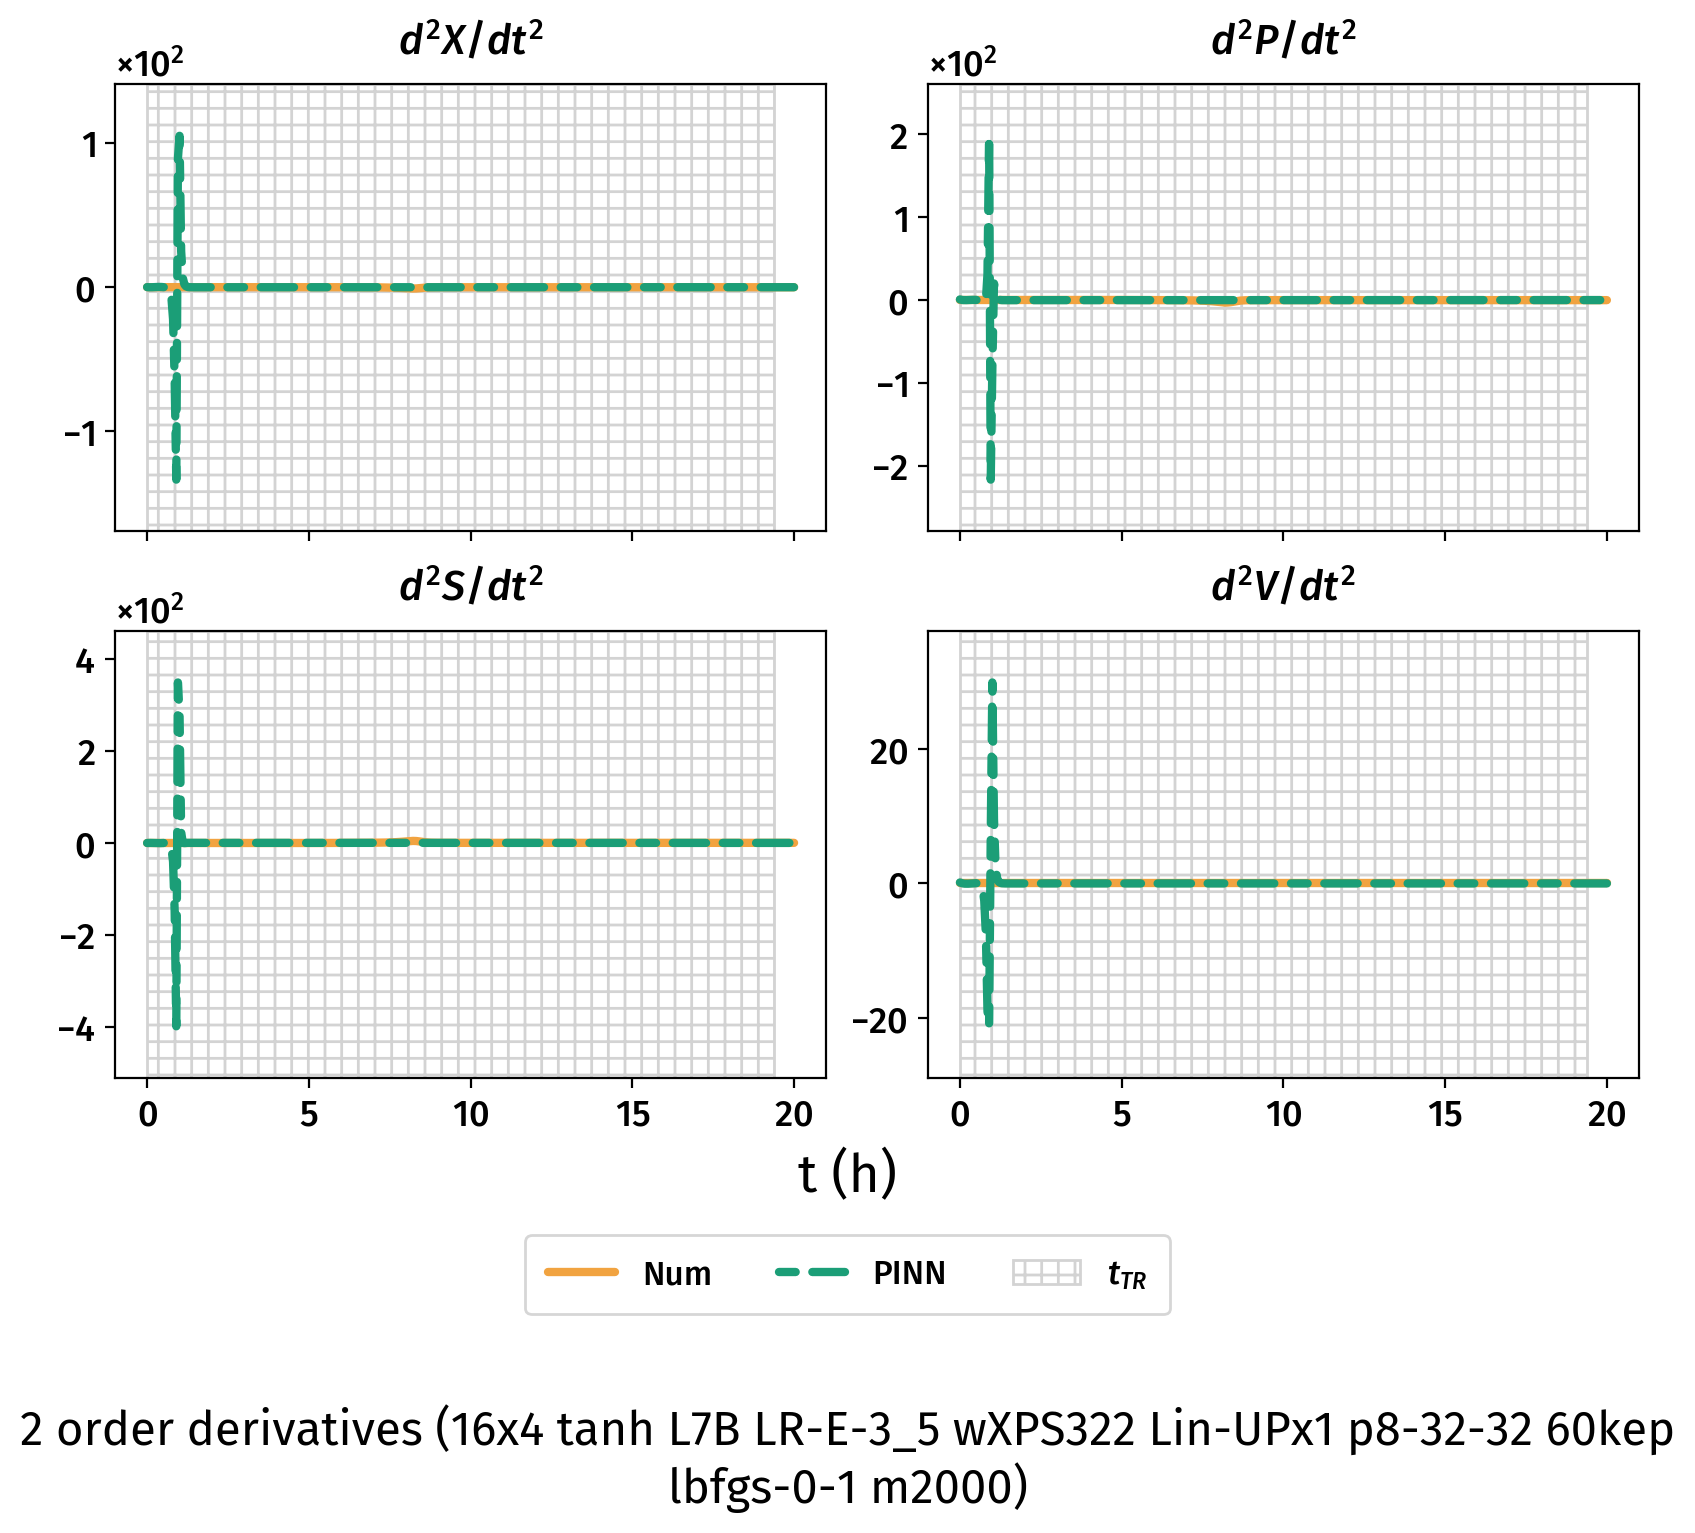 d²X/dt²
×10²
1
0
−1
d²P/dt²
×10²
2
1
0
−1
−2
d²S/dt²
×10²
4
2
0
−2
−4
0 5 10 15 20
d²V/dt²
20
0
−20
0 5 10 15 20
t (h)
Num PINN t_TR
2 order derivatives (16x4 tanh L7B LR-E-3_5 wXPS322 Lin-UPx1 p8-32-32 60kep
lbfgs-0-1 m2000)